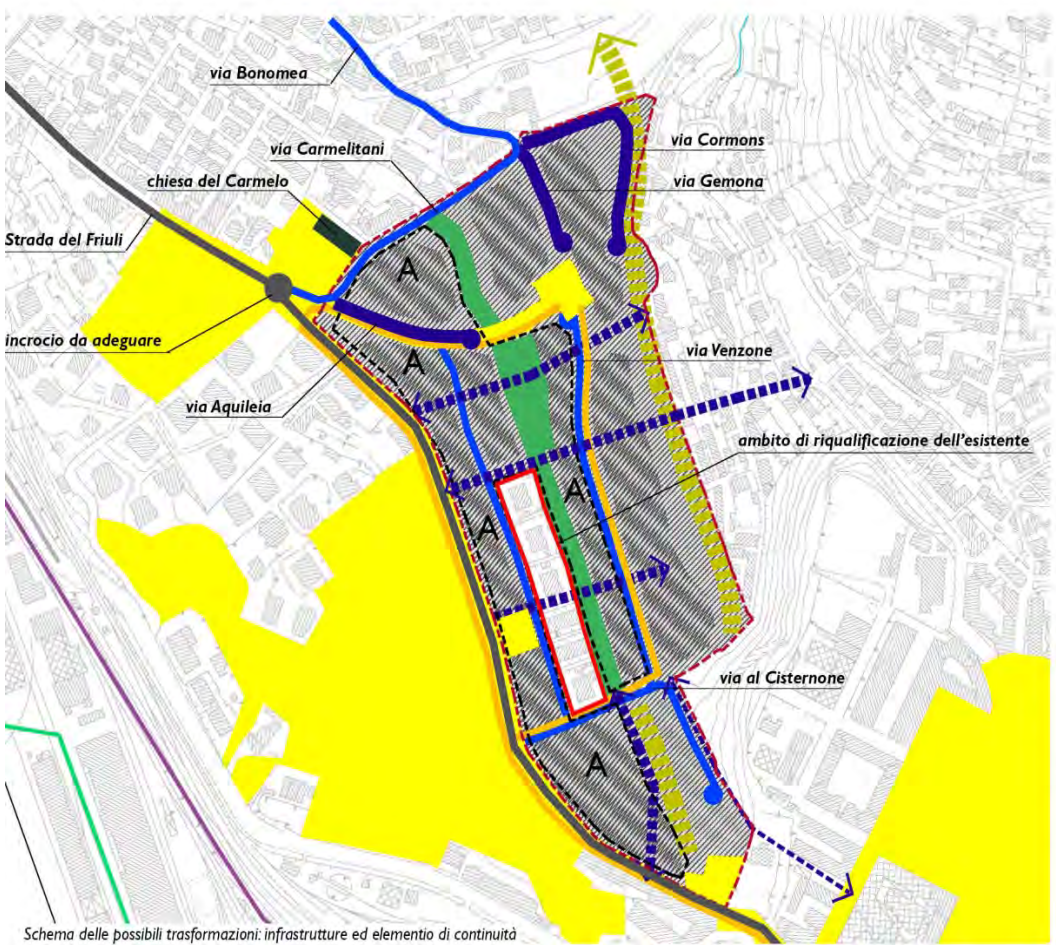 via Bonomea
via Carmelitani
via Cormons
chiesa del Carmelo
via Gemona
Strada del Friuli
A
incrocio da adeguare
A
via Venzone
via Aquileia
ambito di riqualificazione dell'esistente
A
A
via al Cisternone
A
Schema delle possibili trasformazioni: infrastrutture ed elementio di continuità